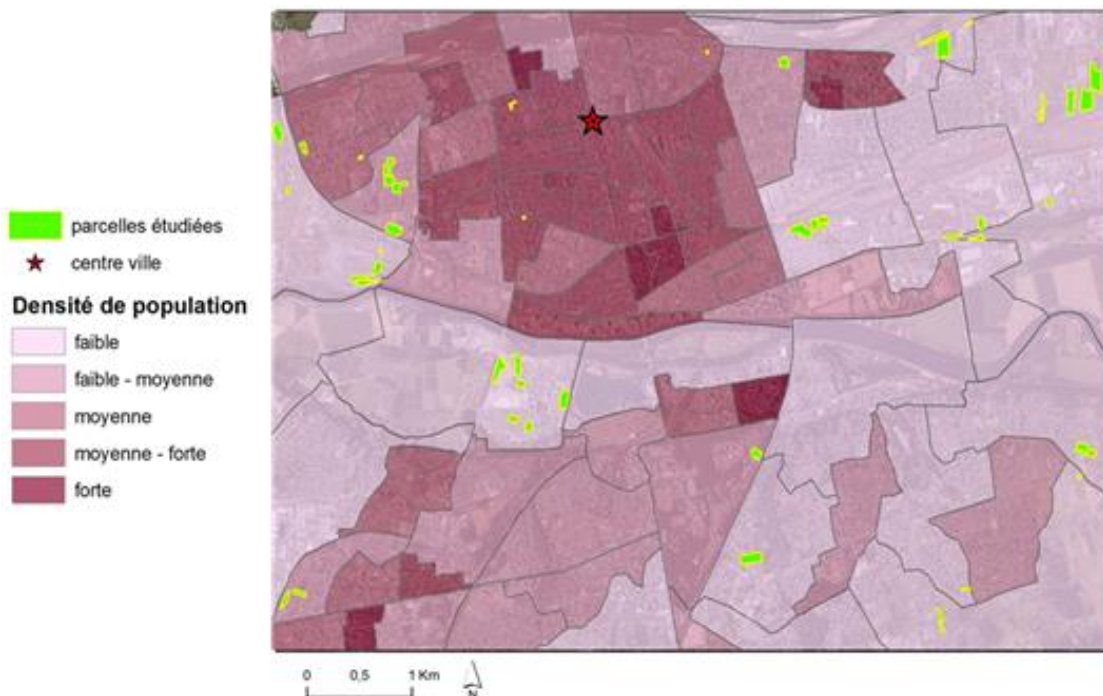 parcelles étudiées
centre ville
Densité de population
faible
faible - moyenne
moyenne
moyenne - forte
forte
0 0,5 1 Km
N